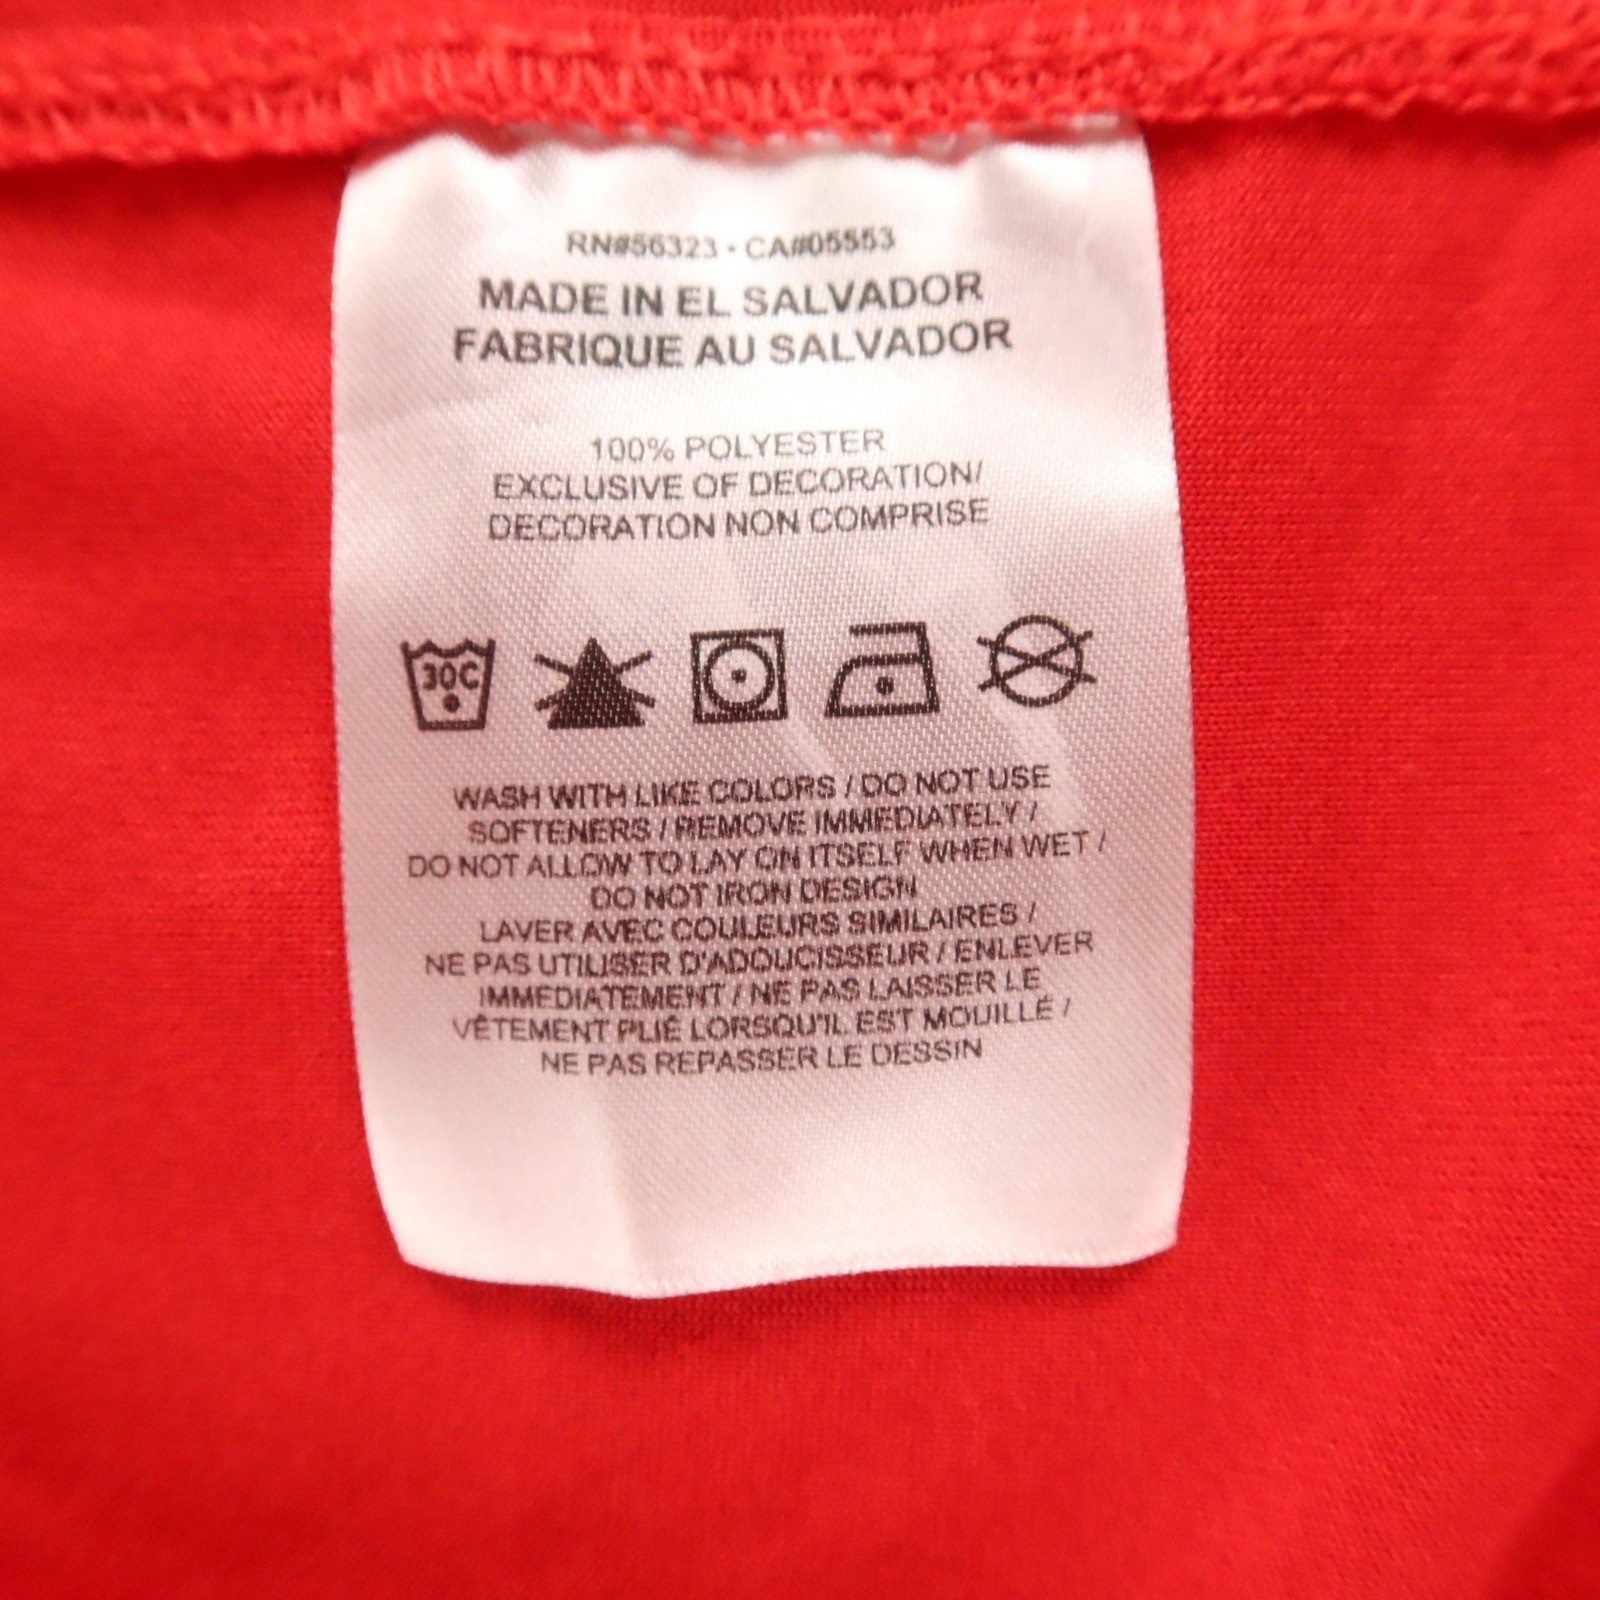 RN#56323 - CA#05553
MADE IN EL SALVADOR
FABRIQUE AU SALVADOR
100% POLYESTER
EXCLUSIVE OF DECORATION/
DECORATION NON COMPRISE
30C
WASH WITH LIKE COLORS / DO NOT USE
SOFTENERS / REMOVE IMMEDIATELY /
DO NOT ALLOW TO LAY ON ITSELF WHEN WET /
DO NOT IRON DESIGN
LAVER AVEC COULEURS SIMILAIRES /
NE PAS UTILISER D'ADOUCISSEUR / ENLEVER
IMMEDIATEMENT / NE PAS LAISSER LE
VÊTEMENT PLIÉ LORSQU'IL EST MOUILLÉ /
NE PAS REPASSER LE DESSIN